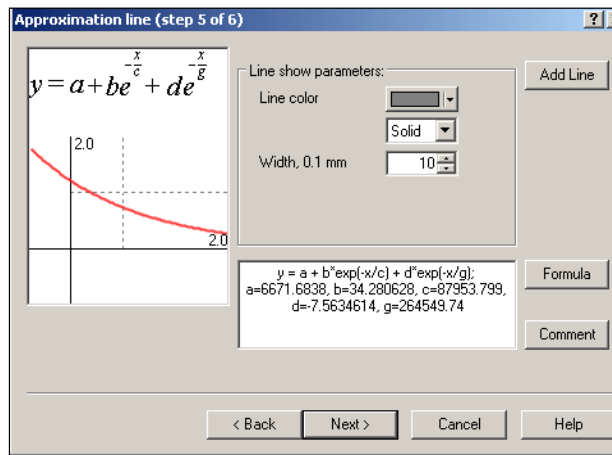 Approximation line (step 5 of 6)
?
y = a + be^{-x/c} + de^{-x/g}
2.0
2.0
Line show parameters:
Line color
Solid
Width, 0.1 mm
10
Add Line
y = a + b*exp(-x/c) + d*exp(-x/g);
a=6671.6838, b=34.280628, c=87953.799,
d=-7.5634614, g=264549.74
Formula
Comment
< Back
Next >
Cancel
Help